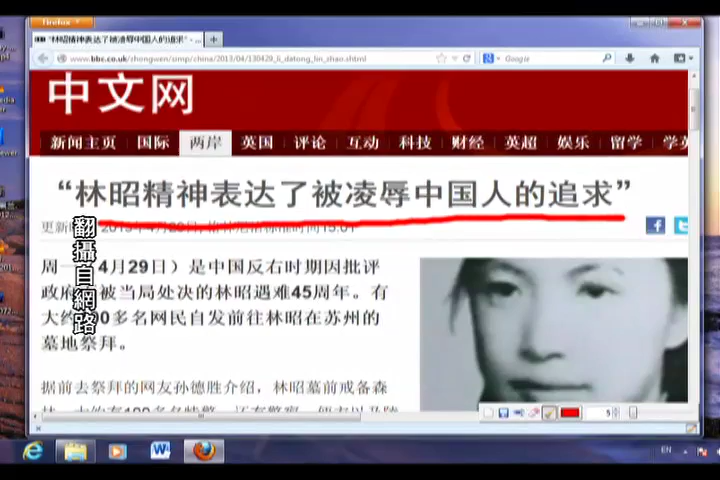 Firefox
"林昭精神表达了被凌辱中国人的追求" - ...
www.bbc.co.uk/zhongwen/simp/china/2013/04/130429_li_datong_lin_zhao.shtml
Google
中文网
新闻主页 国际 两岸 英国 评论 互动 科技 财经 英超 娱乐 留学 学英
“林昭精神表达了被凌辱中国人的追求”
翻攝自網路
周一 4月29日）是中国反右时期因批评
政府 被当局处决的林昭遇难45周年。有
大约 00多名网民自发前往林昭在苏州的
墓地祭拜。
据前去祭拜的网友孙德胜介绍，林昭墓前戒备森
5
EN